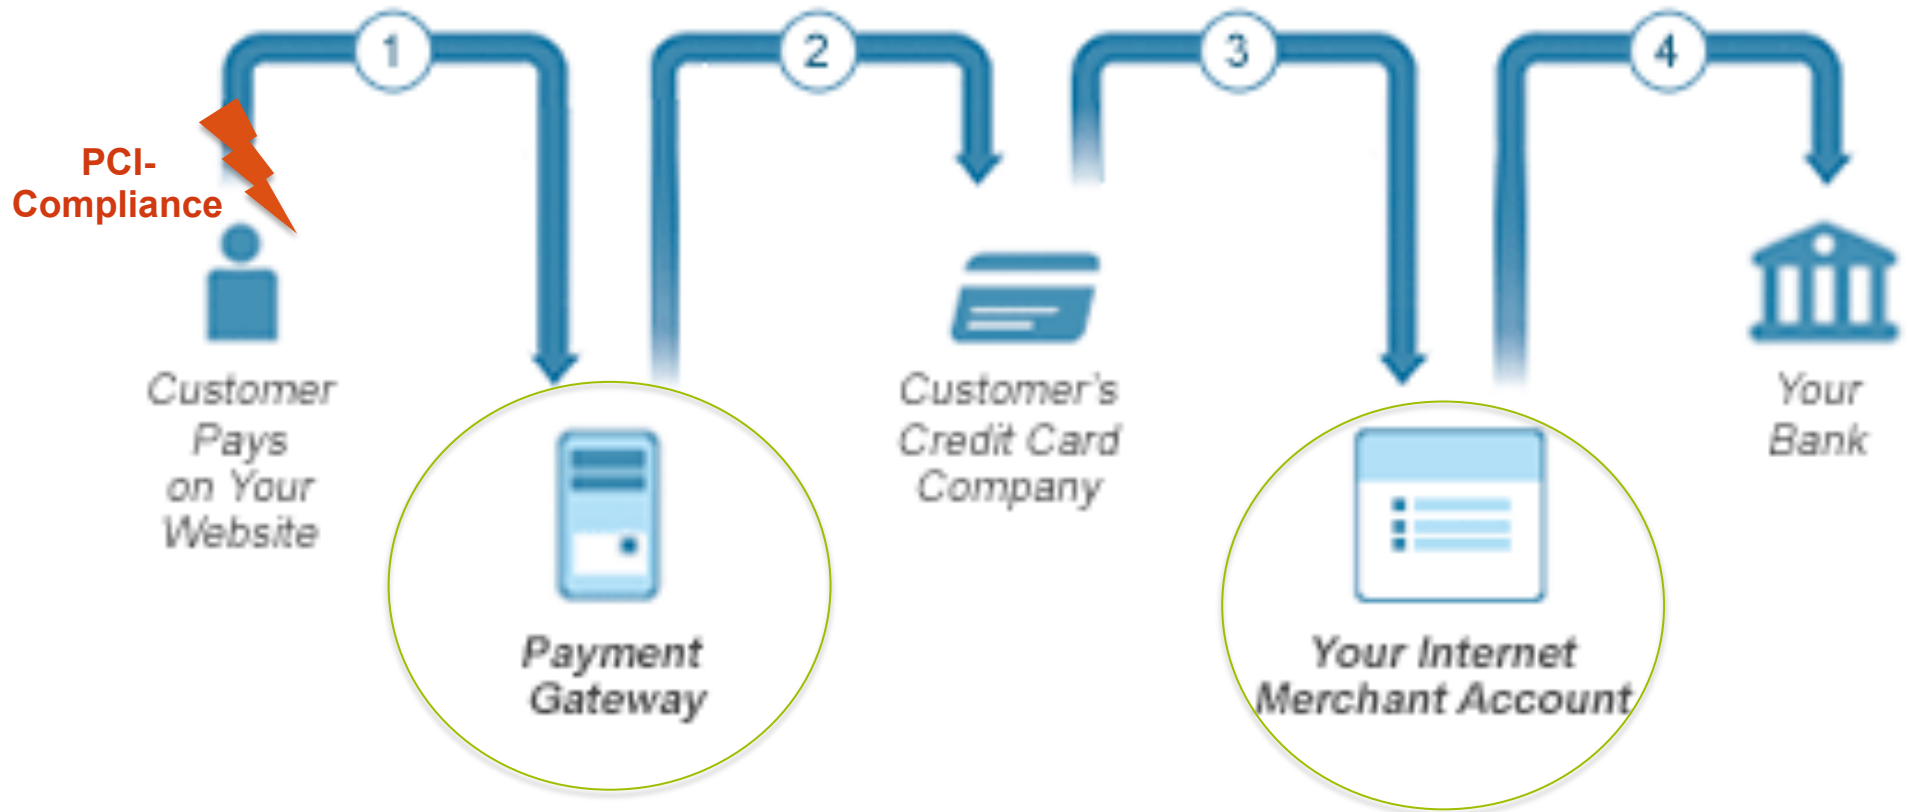 1
2
3
4
PCI-
Compliance
Customer
Pays
on Your
Website
Payment
Gateway
Customer's
Credit Card
Company
Your Internet
Merchant Account
Your
Bank